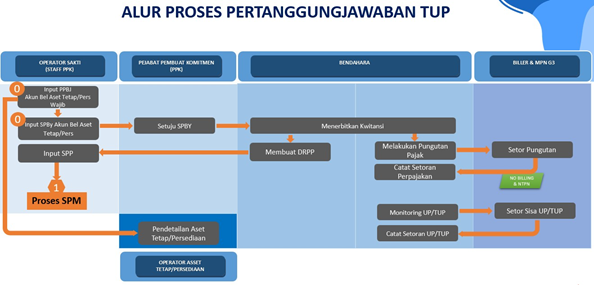 ALUR PROSES PERTANGGUNGJAWABAN TUP
OPERATOR SAKTI
(STAFF PPK)
PEJABAT PEMBUAT KOMITMEN
(PPK)
BENDAHARA
BILLER & MPN G3
0
Input PPBJ
Akun Bel Aset Tetap/Pers
Wajib
0
Input SPBy Akun Bel Aset
Tetap/Pers
Setuju SPBY
Menerbitkan Kwitansi
Input SPP
Membuat DRPP
Melakukan Pungutan
Pajak
Setor Pungutan
Catat Setoran
Perpajakan
NO BILLING
& NTPN
1
Proses SPM
Monitoring UP/TUP
Setor Sisa UP/TUP
Pendetailan Aset
Tetap/Persediaan
Catat Setoran UP/TUP
OPERATOR ASSET
TETAP/PERSEDIAAN